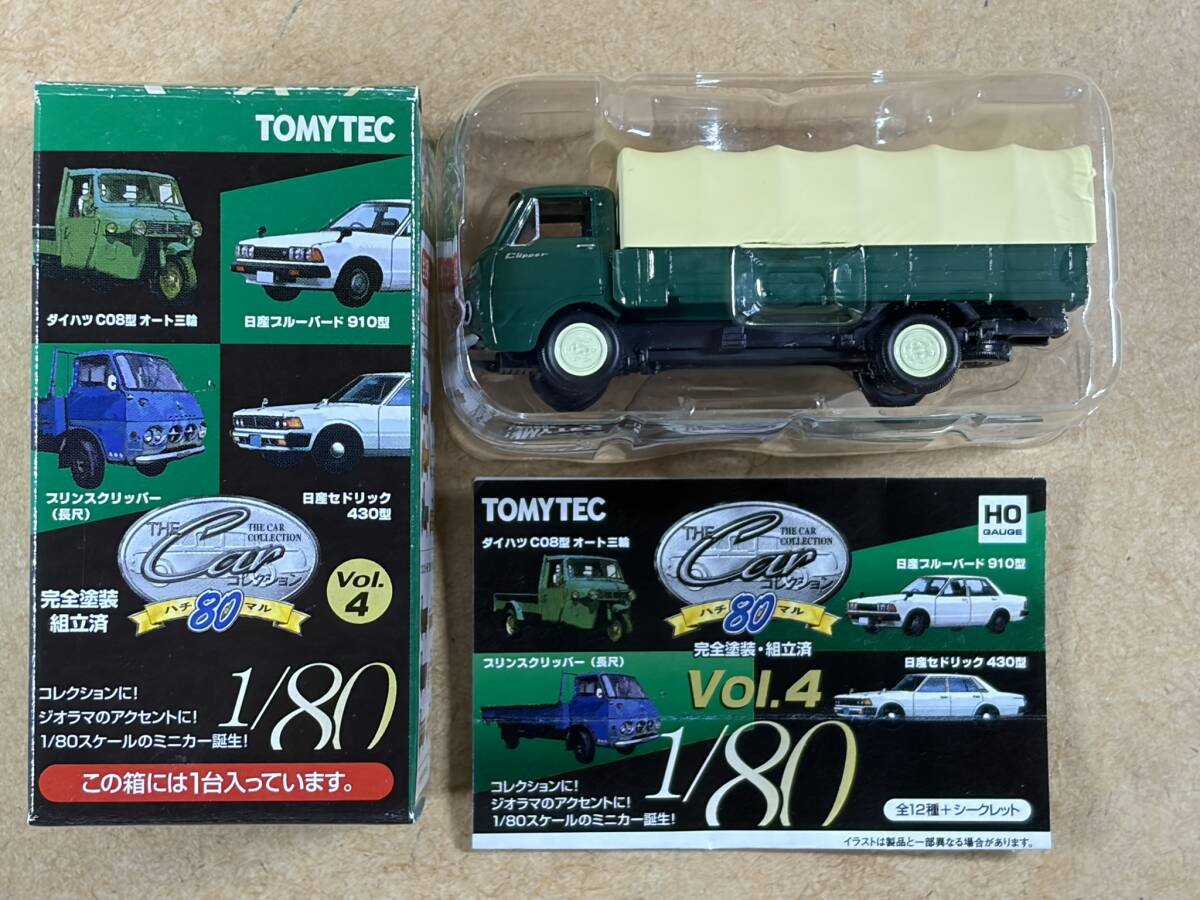 TOMYTEC
ダイハツ C08型 オート三輪
日産ブルーバード 910型
プリンスクリッパー
（長尺）
日産セドリック
430型
THE
Car
THE CAR
COLLECTION
コレクション
ハチ 80 マル
Vol.
4
完全塗装
組立済
コレクションに!
ジオラマのアクセントに!
1/80スケールのミニカー誕生!
1/80
この箱には1台入っています。
Clipper
TOMYTEC
HO
GAUGE
ダイハツ C08型 オート三輪
THE
Car
THE CAR
COLLECTION
コレクション
ハチ 80 マル
日産ブルーバード 910型
完全塗装・組立済
プリンスクリッパー（長尺）
日産セドリック 430型
Vol.4
1/80
コレクションに!
ジオラマのアクセントに!
1/80スケールのミニカー誕生!
全12種＋シークレット
イラストは製品と一部異なる場合があります。